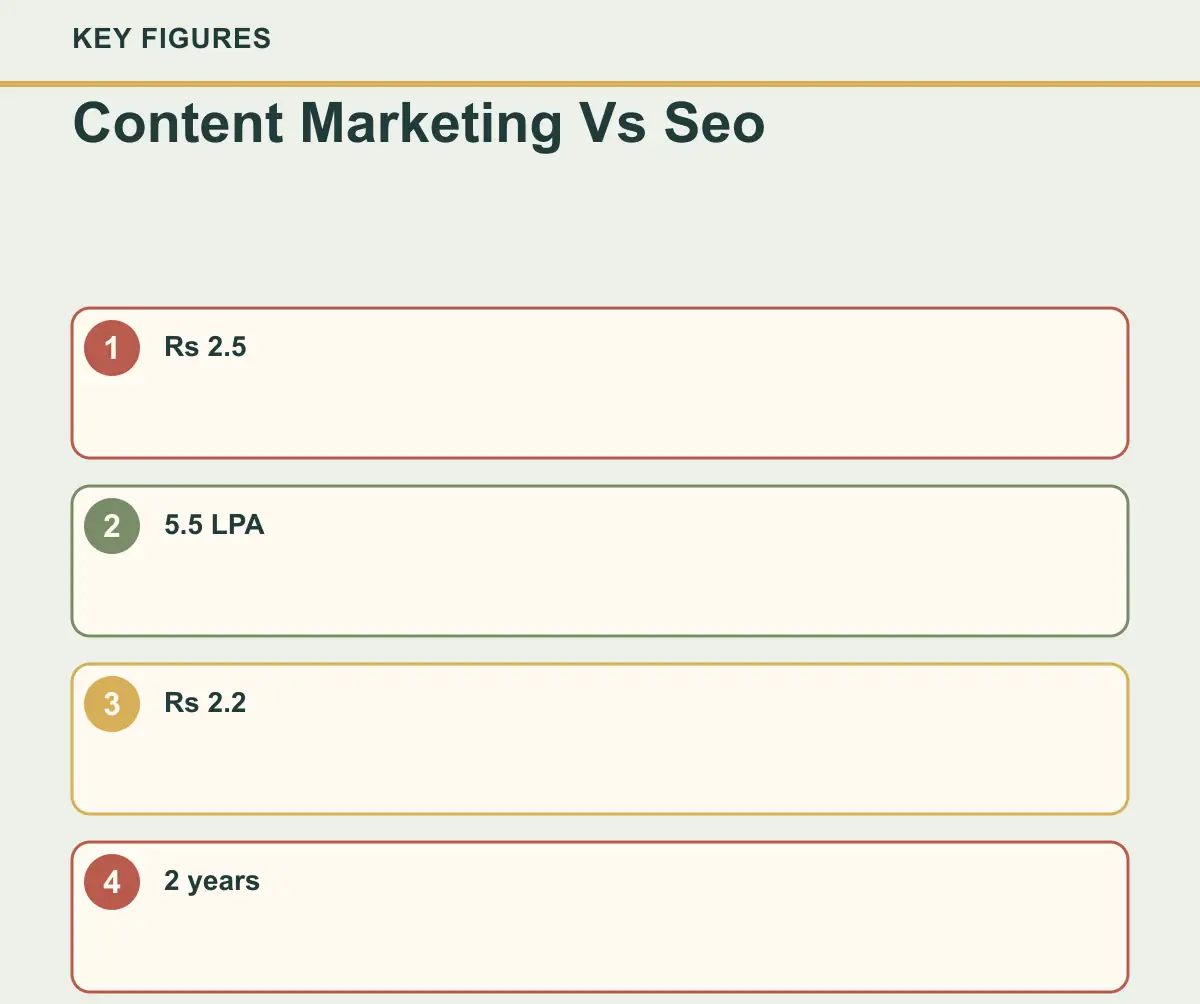 KEY FIGURES
Content Marketing Vs Seo
1 Rs 2.5
2 5.5 LPA
3 Rs 2.2
4 2 years